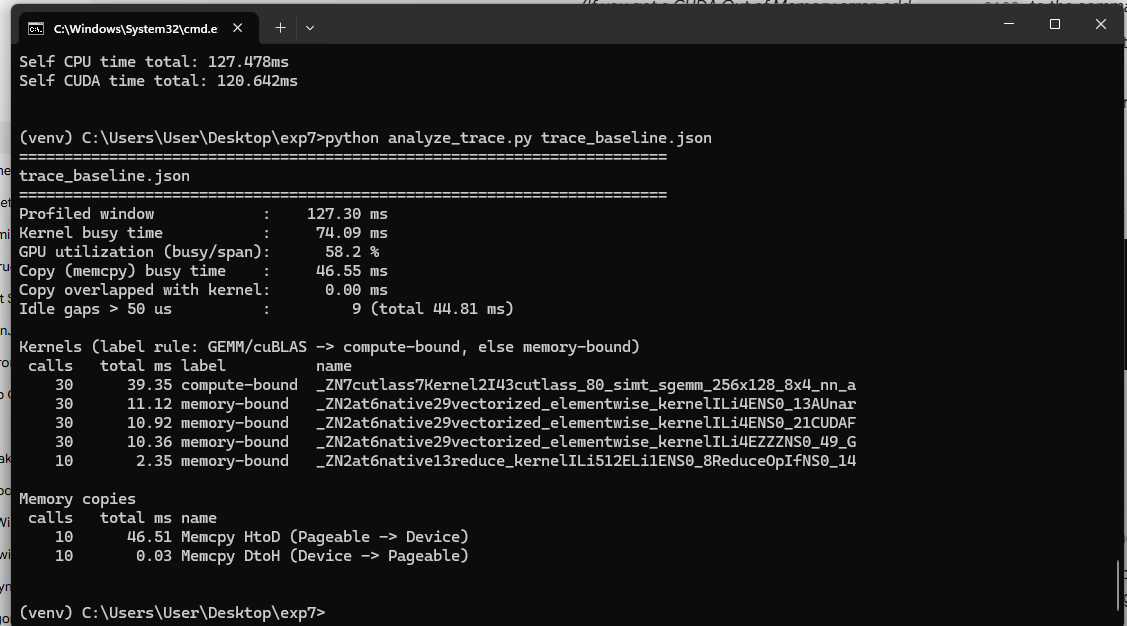 C:\Windows\System32\cmd.e
Self CPU time total: 127.478ms
Self CUDA time total: 120.642ms
(venv) C:\Users\User\Desktop\exp7>python analyze_trace.py trace_baseline.json
========================================================================
trace_baseline.json
========================================================================
Profiled window            :    127.30 ms
Kernel busy time           :     74.09 ms
GPU utilization (busy/span):      58.2 %
Copy (memcpy) busy time    :     46.55 ms
Copy overlapped with kernel:      0.00 ms
Idle gaps > 50 us          :         9 (total 44.81 ms)
Kernels (label rule: GEMM/cuBLAS -> compute-bound, else memory-bound)
calls   total ms label          name
30      39.35 compute-bound  _ZN7cutlass7Kernel2I43cutlass_80_simt_sgemm_256x128_8x4_nn_a
30      11.12 memory-bound   _ZN2at6native29vectorized_elementwise_kernelILi4ENS0_13AUnar
30      10.92 memory-bound   _ZN2at6native29vectorized_elementwise_kernelILi4ENS0_21CUDAF
30      10.36 memory-bound   _ZN2at6native29vectorized_elementwise_kernelILi4EZZZNS0_49_G
10       2.35 memory-bound   _ZN2at6native13reduce_kernelILi512ELi1ENS0_8ReduceOpIfNS0_14
Memory copies
calls   total ms name
10      46.51 Memcpy HtoD (Pageable -> Device)
10       0.03 Memcpy DtoH (Device -> Pageable)
(venv) C:\Users\User\Desktop\exp7>